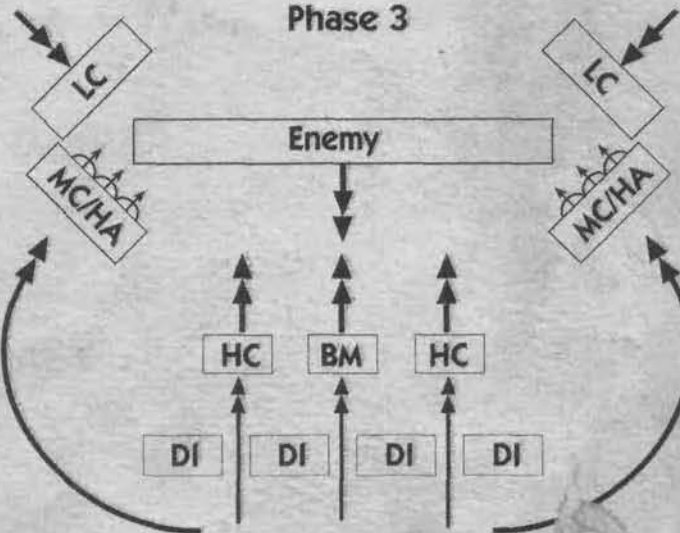 Phase 3
LC
LC
Enemy
MC/HA
MC/HA
HC BM HC
DI DI DI DI